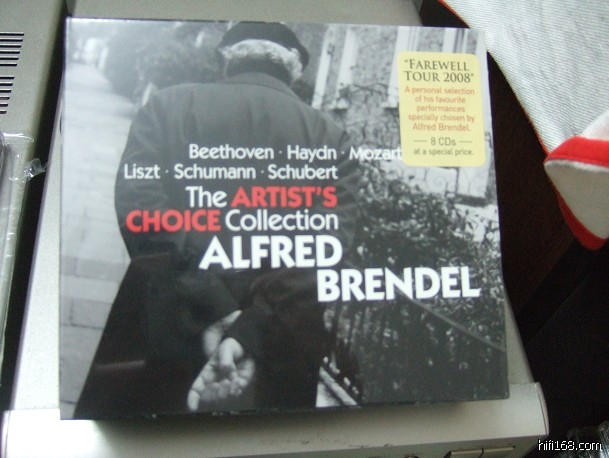 "FAREWELL
TOUR 2008"
A personal selection
of his favourite
performances
specially chosen by
Alfred Brendel.
8 CDs
at a special price.
Beethoven · Haydn · Mozart
Liszt · Schumann · Schubert
The ARTIST'S
CHOICE Collection
ALFRED
BRENDEL
hifi168.com